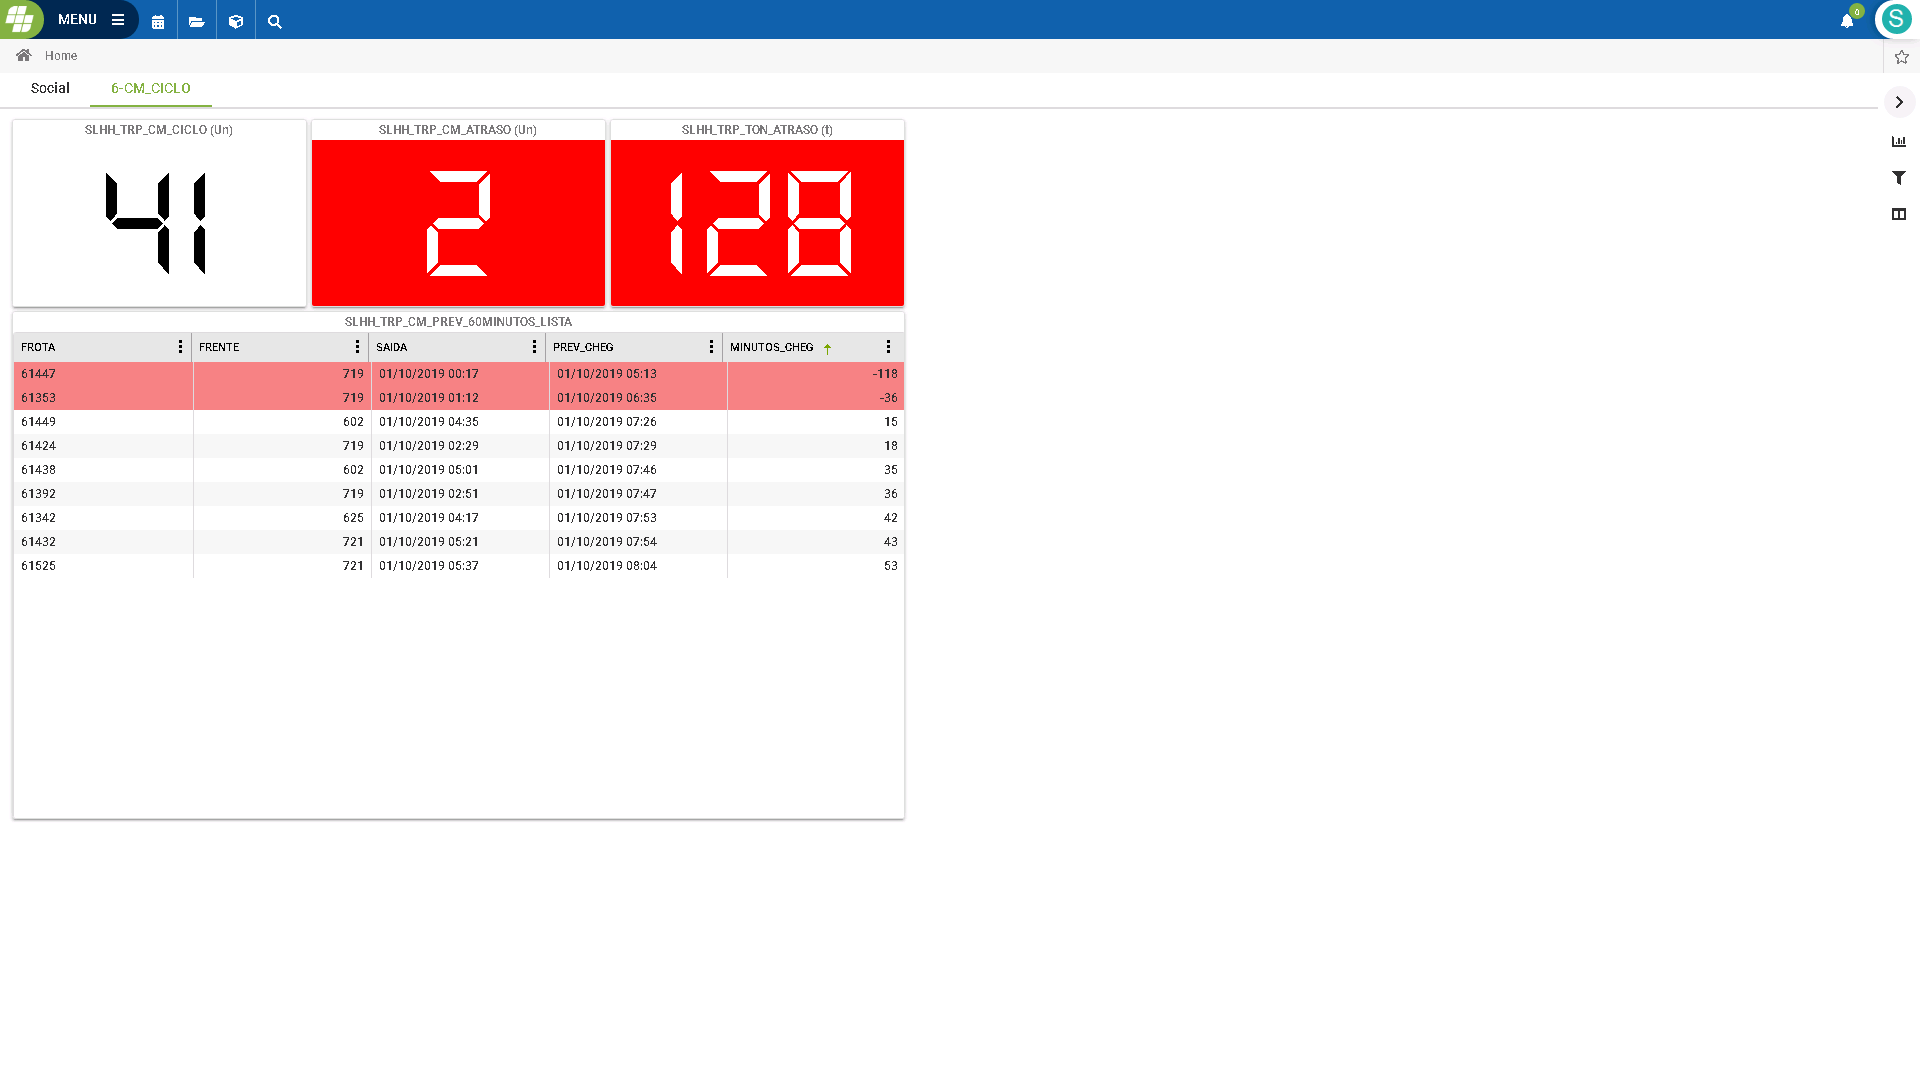 MENU
0
S
Home
Social 6-CM_CICLO
SLHH_TRP_CM_CICLO (Un) SLHH_TRP_CM_ATRASO (Un) SLHH_TRP_TON_ATRASO (t)
41 2 128
SLHH_TRP_CM_PREV_60MINUTOS_LISTA
FROTA FRENTE SAIDA PREV_CHEG MINUTOS_CHEG
61447 719 01/10/2019 00:17 01/10/2019 05:13 -118
61353 719 01/10/2019 01:12 01/10/2019 06:35 -36
61449 602 01/10/2019 04:35 01/10/2019 07:26 15
61424 719 01/10/2019 02:29 01/10/2019 07:29 18
61438 602 01/10/2019 05:01 01/10/2019 07:46 35
61392 719 01/10/2019 02:51 01/10/2019 07:47 36
61342 625 01/10/2019 04:17 01/10/2019 07:53 42
61432 721 01/10/2019 05:21 01/10/2019 07:54 43
61525 721 01/10/2019 05:37 01/10/2019 08:04 53